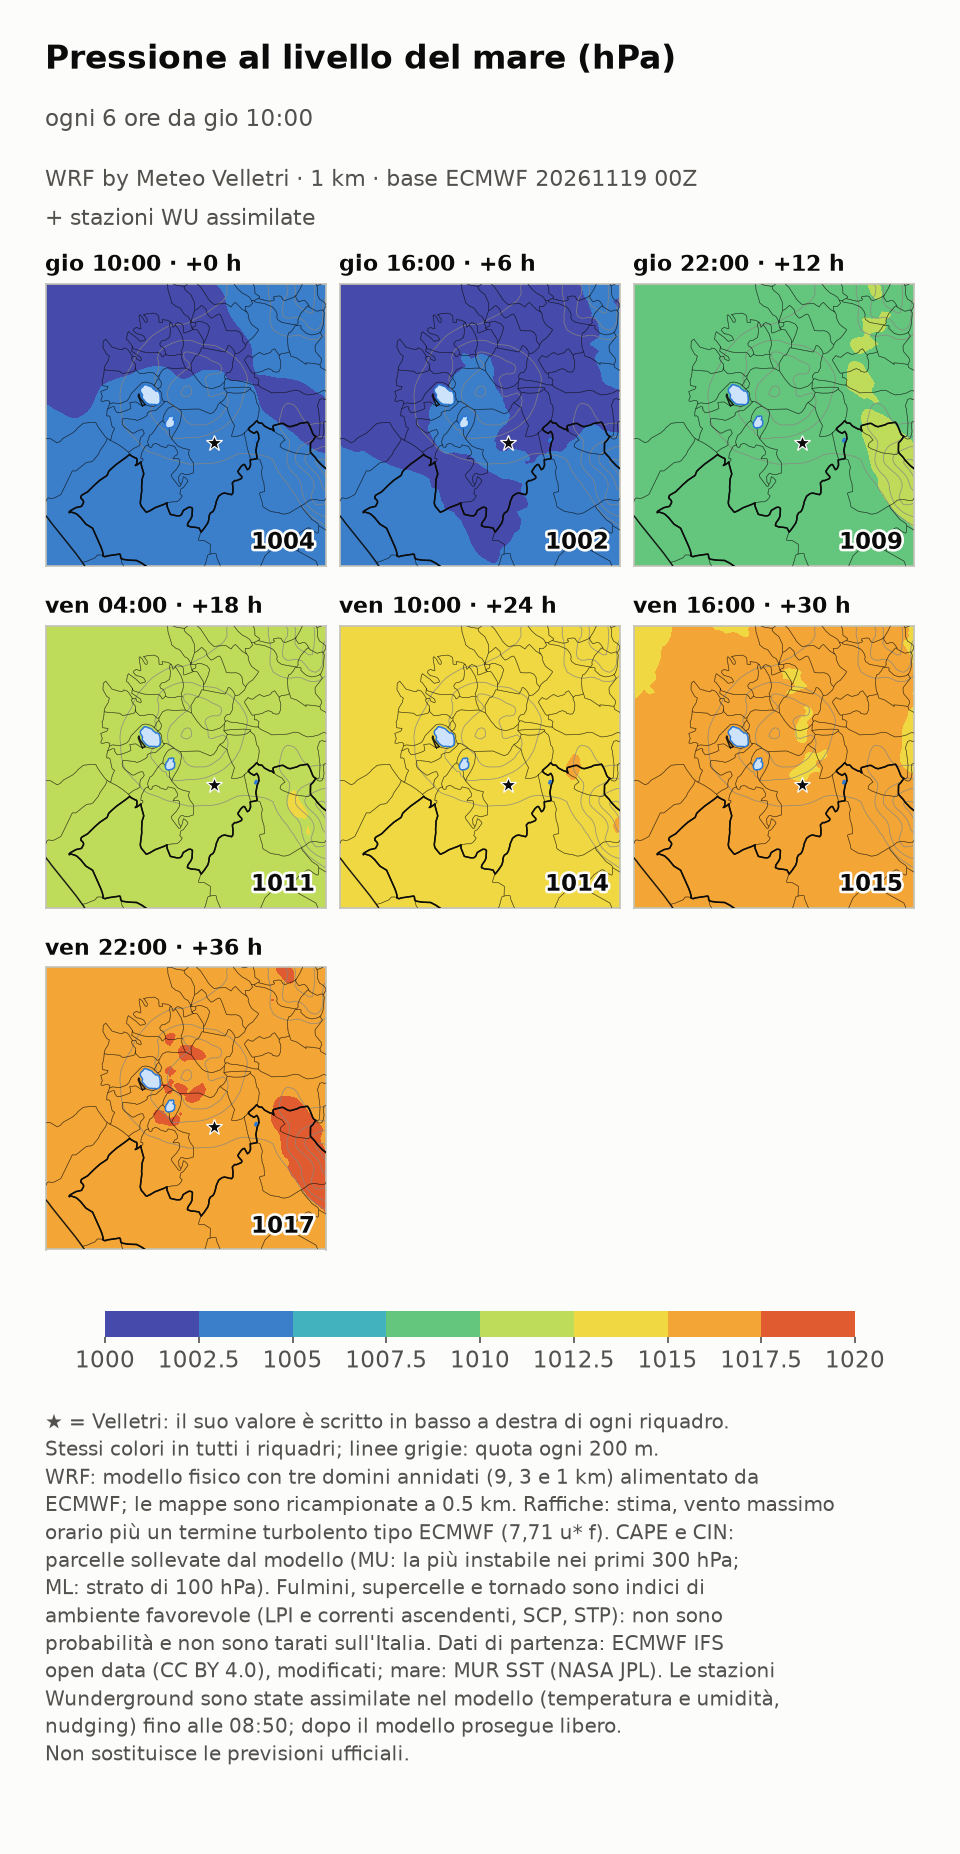 Pressione al livello del mare (hPa)
ogni 6 ore da gio 10:00
WRF by Meteo Velletri · 1 km · base ECMWF 20261119 00Z
+ stazioni WU assimilate
gio 10:00 · +0 h
gio 16:00 · +6 h
gio 22:00 · +12 h
1004
1002
1009
ven 04:00 · +18 h
ven 10:00 · +24 h
ven 16:00 · +30 h
1011
1014
1015
ven 22:00 · +36 h
1017
1000 1002.5 1005 1007.5 1010 1012.5 1015 1017.5 1020
★ = Velletri: il suo valore è scritto in basso a destra di ogni riquadro.
Stessi colori in tutti i riquadri; linee grigie: quota ogni 200 m.
WRF: modello fisico con tre domini annidati (9, 3 e 1 km) alimentato da
ECMWF; le mappe sono ricampionate a 0.5 km. Raffiche: stima, vento massimo
orario più un termine turbolento tipo ECMWF (7,71 u* f). CAPE e CIN:
parcelle sollevate dal modello (MU: la più instabile nei primi 300 hPa;
ML: strato di 100 hPa). Fulmini, supercelle e tornado sono indici di
ambiente favorevole (LPI e correnti ascendenti, SCP, STP): non sono
probabilità e non sono tarati sull'Italia. Dati di partenza: ECMWF IFS
open data (CC BY 4.0), modificati; mare: MUR SST (NASA JPL). Le stazioni
Wunderground sono state assimilate nel modello (temperatura e umidità,
nudging) fino alle 08:50; dopo il modello prosegue libero.
Non sostituisce le previsioni ufficiali.